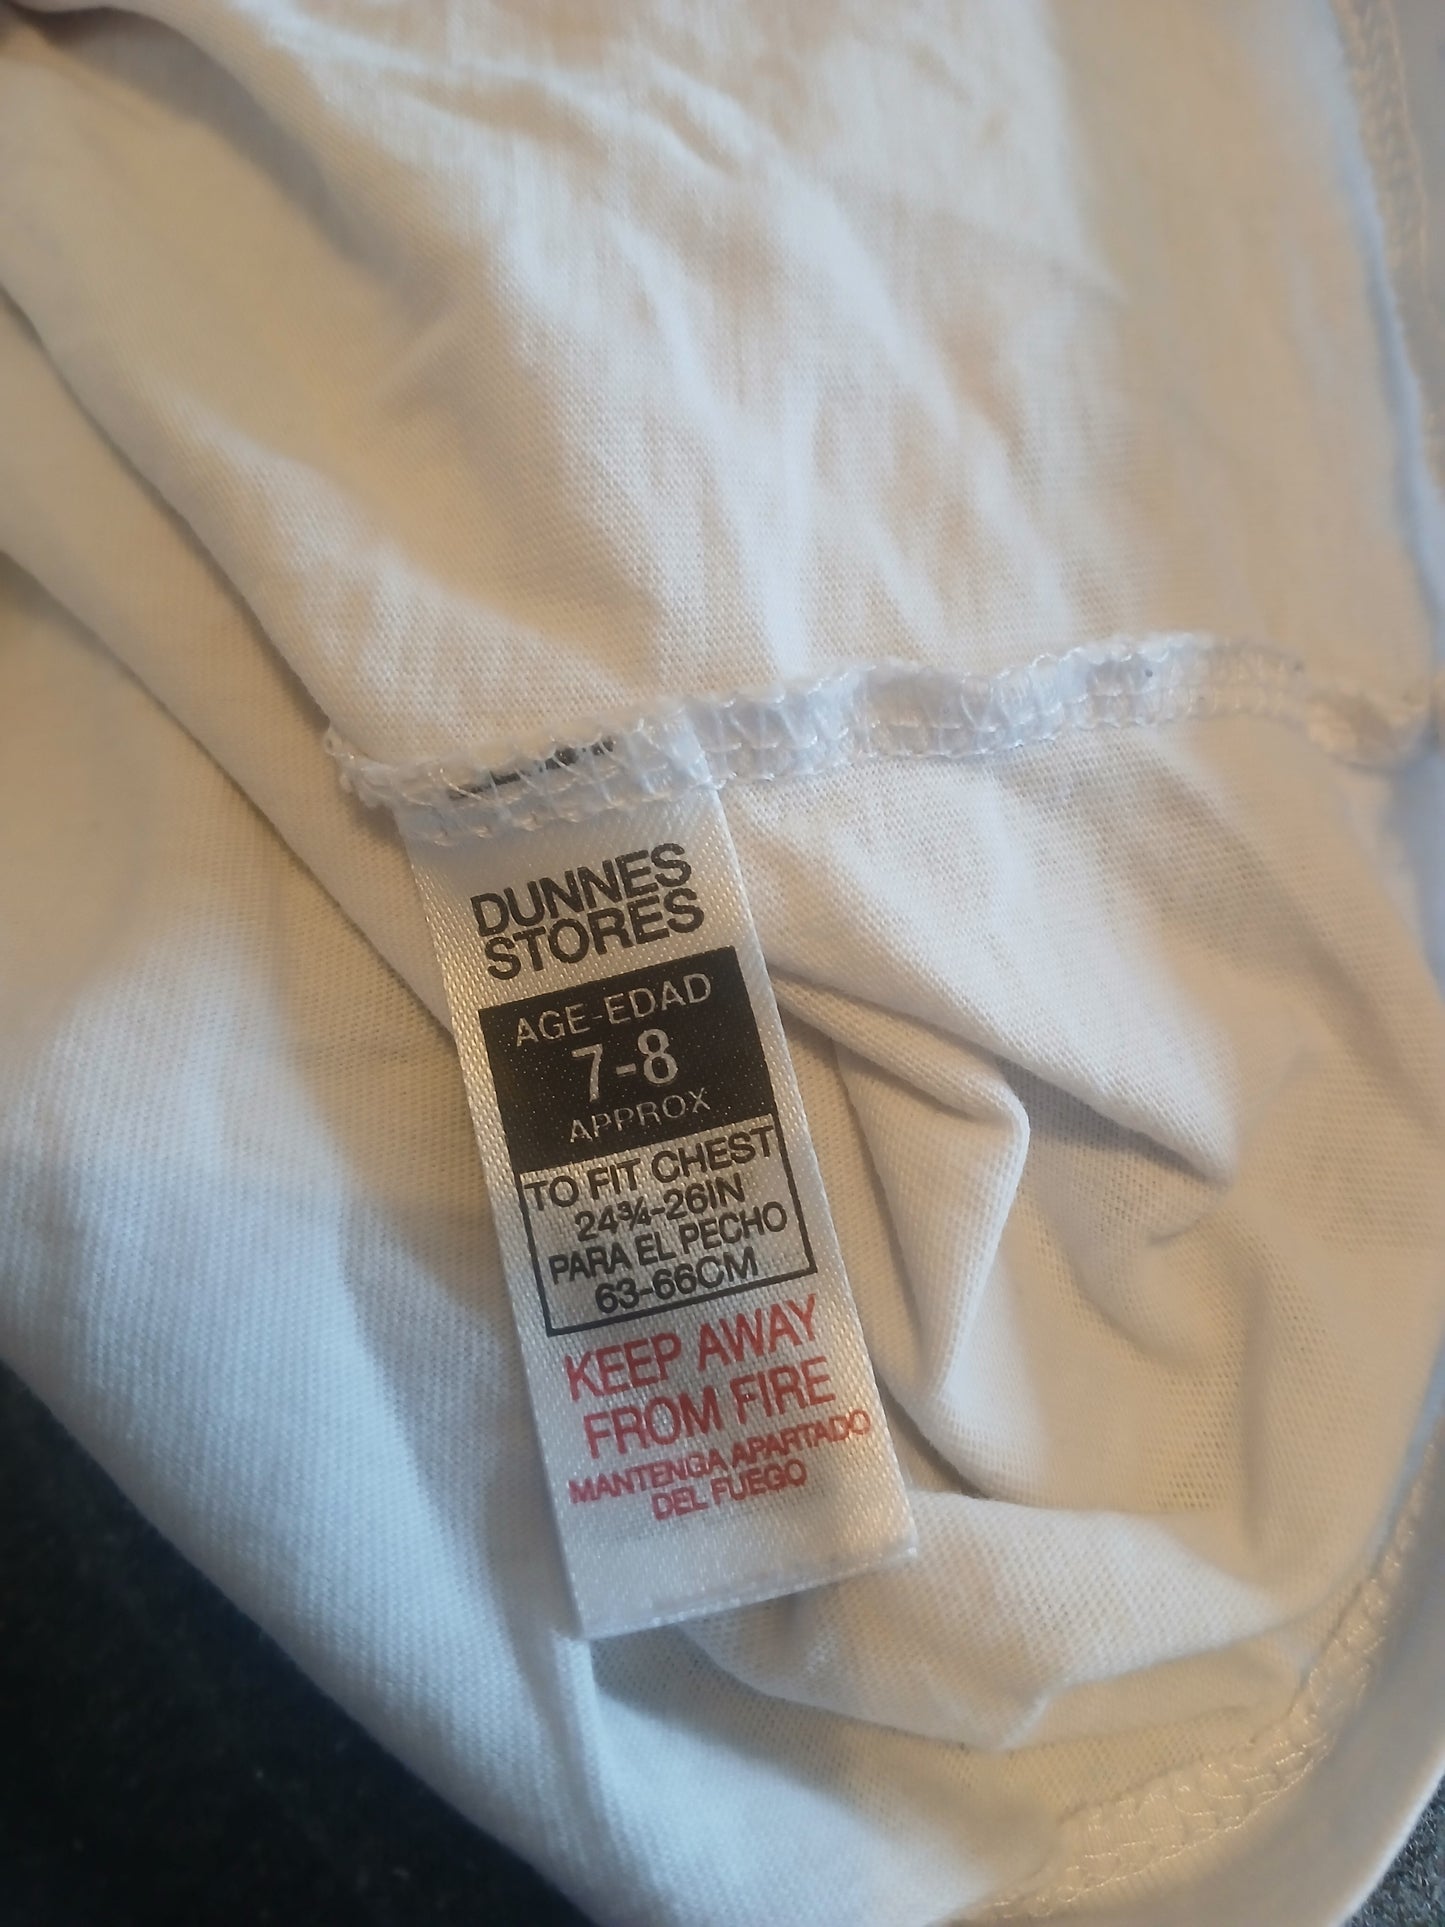 DUNNES
STORES
AGE-EDAD
7-8
APPROX
TO FIT CHEST
24¾-26IN
PARA EL PECHO
63-66CM
KEEP AWAY
FROM FIRE
MANTENGA APARTADO
DEL FUEGO